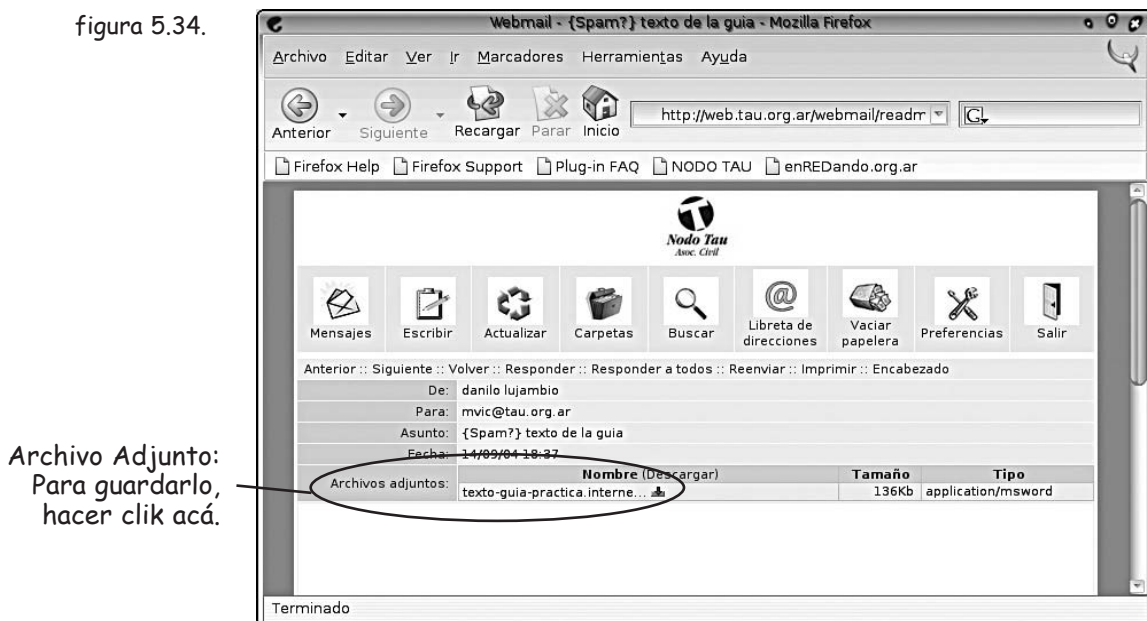 figura 5.34.
Webmail - {Spam?} texto de la guia - Mozilla Firefox
Archivo Editar Ver Ir Marcadores Herramientas Ayuda
Anterior Siguiente Recargar Parar Inicio
http://web.tau.org.ar/webmail/readm
G
Firefox Help Firefox Support Plug-in FAQ NODO TAU enREDando.org.ar
T
Nodo Tau
Asoc. Civil
Mensajes Escribir Actualizar Carpetas Buscar Libreta de direcciones Vaciar papelera Preferencias Salir
Anterior :: Siguiente :: Volver :: Responder :: Responder a todos :: Reenviar :: Imprimir :: Encabezado
De: danilo lujambio
Para: mvic@tau.org.ar
Asunto: {Spam?} texto de la guia
Fecha: 14/09/04 18:37
Archivos adjuntos: Nombre (Descargar) Tamaño Tipo
texto-guia-practica.interne... 136Kb application/msword
Archivo Adjunto:
Para guardarlo,
hacer clik acá.
Terminado